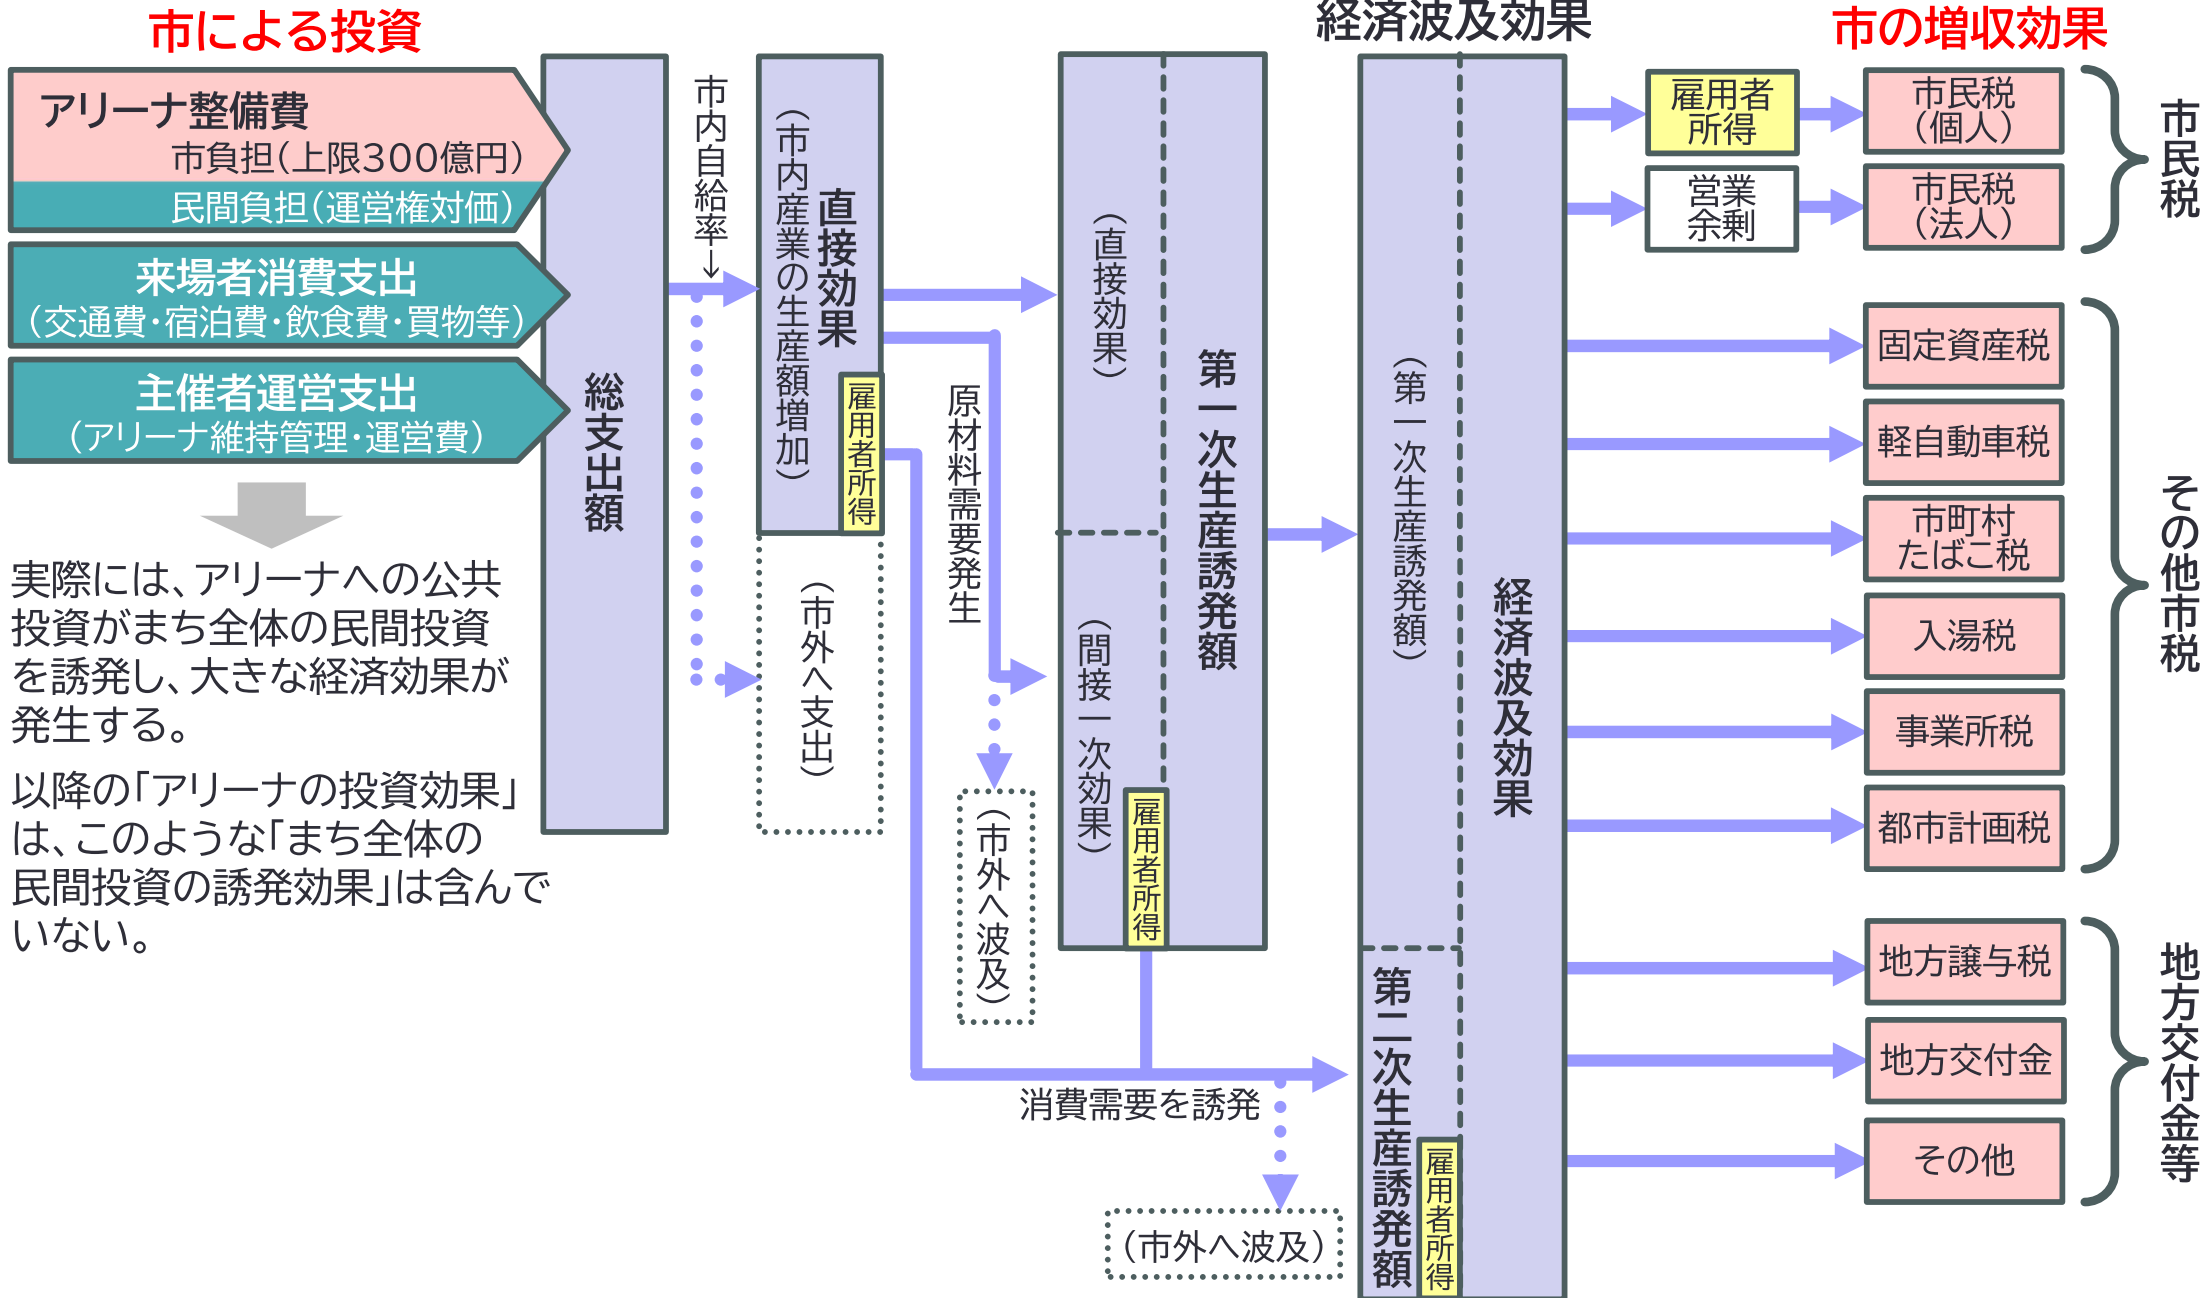 市による投資
アリーナ整備費
市負担（上限３００億円）
民間負担（運営権対価）
来場者消費支出
（交通費・宿泊費・飲食費・買物等）
主催者運営支出
（アリーナ維持管理・運営費）
実際には、アリーナへの公共
投資がまち全体の民間投資
を誘発し、大きな経済効果が
発生する。
以降の「アリーナの投資効果」
は、このような「まち全体の
民間投資の誘発効果」は含んで
いない。
総支出額
市内自給率→
直接効果
（市内産業の生産額増加）
雇用者所得
（市外へ支出）
原材料需要発生
（市外へ波及）
（直接効果）
（間接一次効果）
雇用者所得
第一次生産誘発額
消費需要を誘発
（市外へ波及）
経済波及効果
（第一次生産誘発額）
第二次生産誘発額
雇用者所得
経済波及効果
市の増収効果
雇用者
所得
市民税
（個人）
営業
余剰
市民税
（法人）
市民税
固定資産税
軽自動車税
市町村
たばこ税
入湯税
事業所税
都市計画税
その他市税
地方譲与税
地方交付金
その他
地方交付金等